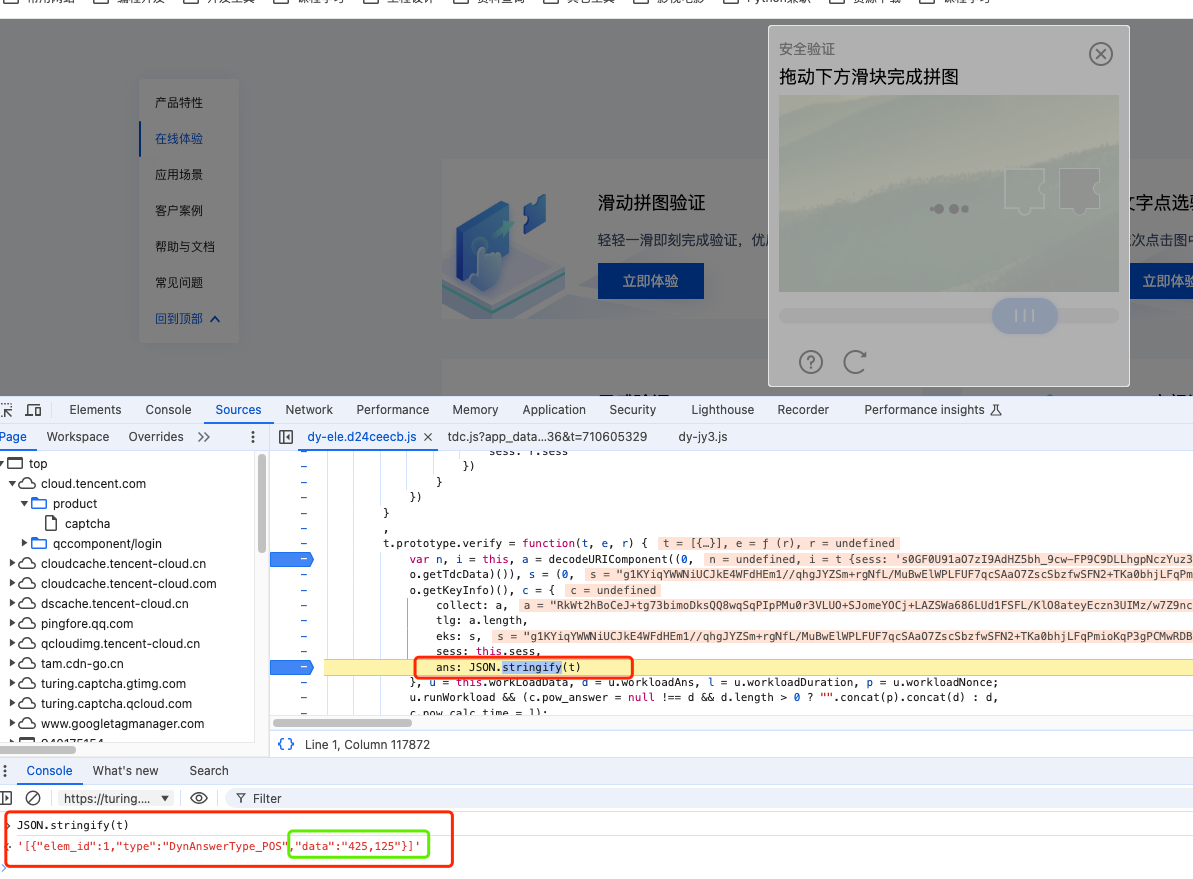 安全验证
拖动下方滑块完成拼图
产品特性
在线体验
应用场景
客户案例
帮助与文档
常见问题
回到顶部
滑动拼图验证
轻轻一滑即刻完成验证，优
立即体验
文字点选
次点击图中
立即体验
Elements Console Sources Network Performance Memory Application Security Lighthouse Recorder Performance insights
Page Workspace Overrides
dy-ele.d24ceecb.js × tdc.js?app_data...36&t=710605329 dy-jy3.js
top
cloud.tencent.com
product
captcha
qccomponent/login
cloudcache.tencent-cloud.cn
cloudcache.tencent-cloud.com
dscache.tencent-cloud.cn
pingfore.qq.com
qcloudimg.tencent-cloud.cn
tam.cdn-go.cn
turing.captcha.gtimg.com
turing.captcha.qcloud.com
www.googletagmanager.com
sess: r.sess
})
}
})
}
,
t.prototype.verify = function(t, e, r) { t = [{…}], e = ƒ (r), r = undefined
var n, i = this, a = decodeURIComponent((0, n = undefined, i = t {sess: 's0GF0U91aO7zI9AdHZ5bh_9cw—FP9C9DLLhgpNczYuz3
o.getTdcData)()), s = (0, s = "g1KYiqYWWNiUCJkE4WFdHEm1//qhgJYZSm+rgNfL/MuBwElWPLFUF7qcSAaO7ZscSbzfwSFN2+TKa0bhjLFqPm
o.getKeyInfo)(), c = { c = undefined
collect: a, a = "RkWt2hBoCeJ+tg73bimoDksQQ8wqSqPIpPMu0r3VLUO+SJomeYOCj+LAZSWa686LUd1FSFL/KlO8ateyEczn3UIMz/w7Z9nc
tlg: a.length,
eks: s, s = "g1KYiqYWWNiUCJkE4WFdHEm1//qhgJYZSm+rgNfL/MuBwElWPLFUF7qcSAaO7ZscSbzfwSFN2+TKa0bhjLFqPmioKqP3gPCMwRDB
sess: this.sess,
ans: JSON.stringify(t)
}, u = this.workLoadData, d = u.workloadAns, l = u.workloadDuration, p = u.workloadNonce;
u.runWorkload && (c.pow_answer = null !== d && d.length > 0 ? "".concat(p).concat(d) : d,
c.pow_calc_time = l);
{} Line 1, Column 117872
Console What's new Search
https://turing.... Filter
JSON.stringify(t)
'[{"elem_id":1,"type":"DynAnswerType_POS","data":"425,125"}]'